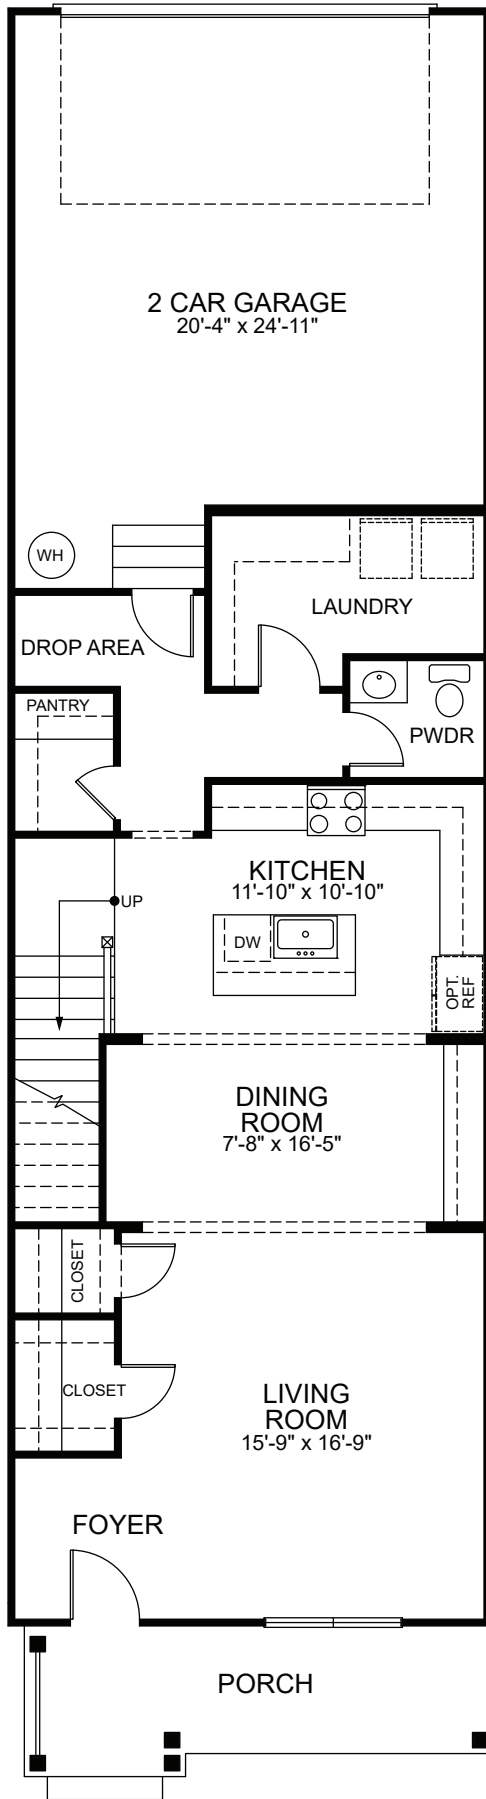 2 CAR GARAGE
20'-4" x 24'-11"
WH
LAUNDRY
DROP AREA
PANTRY
PWDR
KITCHEN
11'-10" x 10'-10"
UP
DW
OPT.
REF
DINING
ROOM
7'-8" x 16'-5"
CLOSET
CLOSET
LIVING
ROOM
15'-9" x 16'-9"
FOYER
PORCH